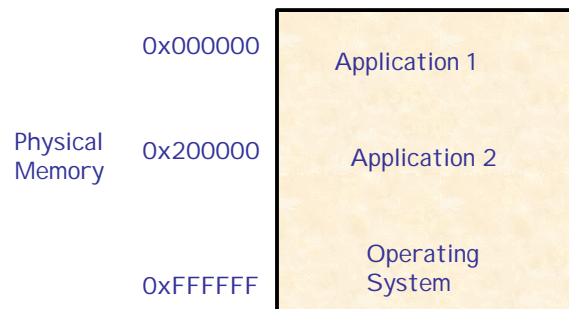 0x000000
Application 1
Physical
Memory
0x200000
Application 2
Operating
System
0xFFFFFF